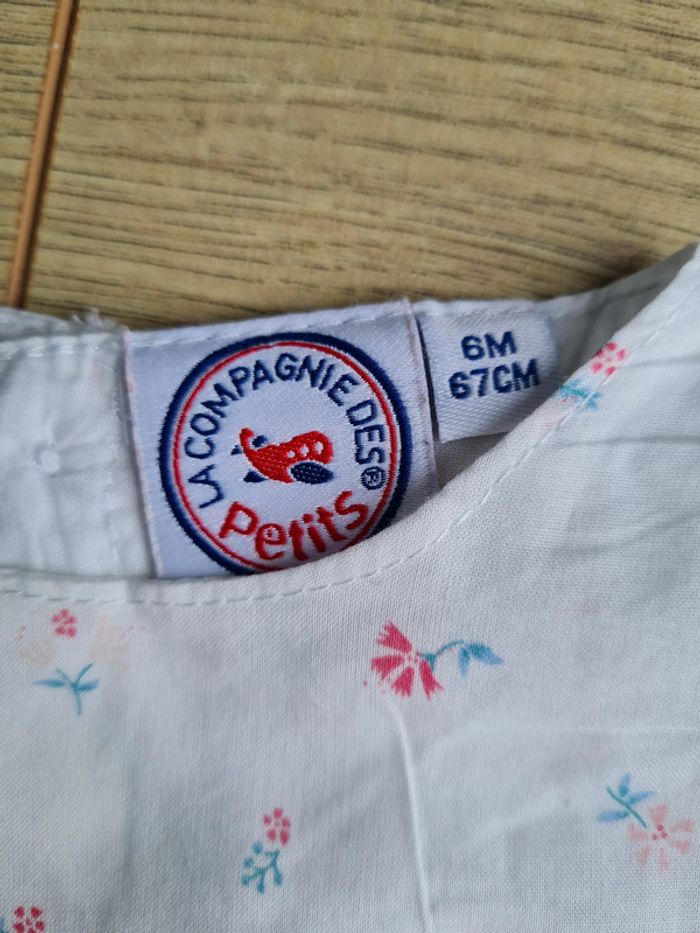 LA COMPAGNIE DES®
Petits
6M
67CM